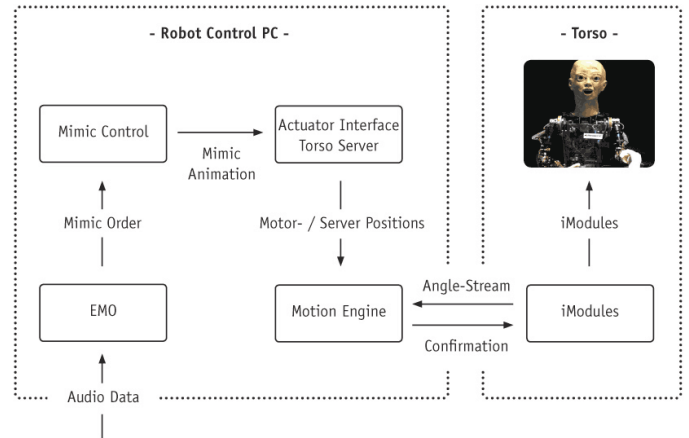 - Robot Control PC -
- Torso -
Mimic Control
Mimic
Animation
Actuator Interface
Torso Server
Mimic Order
Motor- / Server Positions
iModules
EMO
Motion Engine
Angle-Stream
Confirmation
iModules
Audio Data